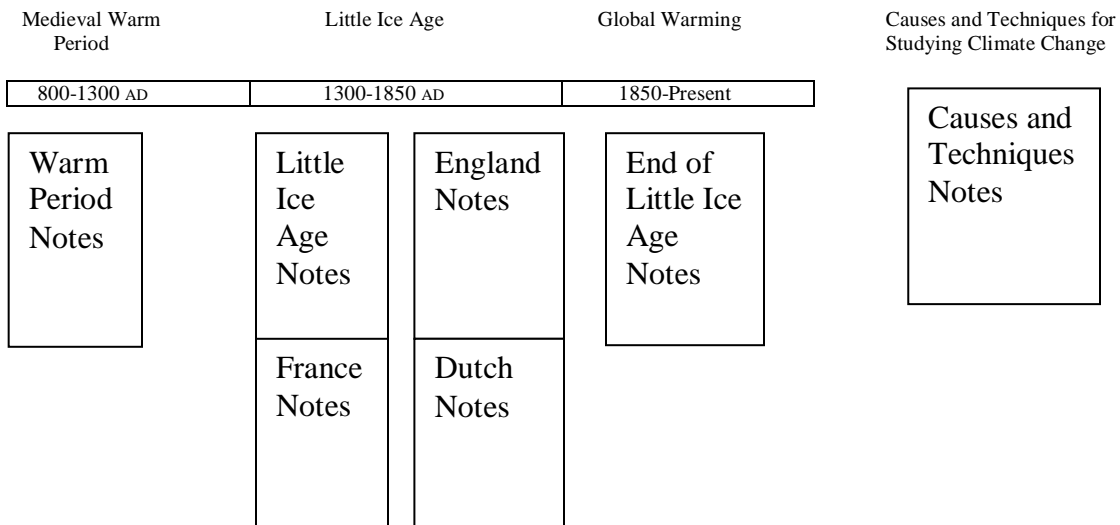 Medieval Warm
Period
Little Ice Age
Global Warming
Causes and Techniques for
Studying Climate Change
800-1300 AD
1300-1850 AD
1850-Present
Warm
Period
Notes
Little
Ice
Age
Notes
England
Notes
End of
Little Ice
Age
Notes
Causes and
Techniques
Notes
France
Notes
Dutch
Notes